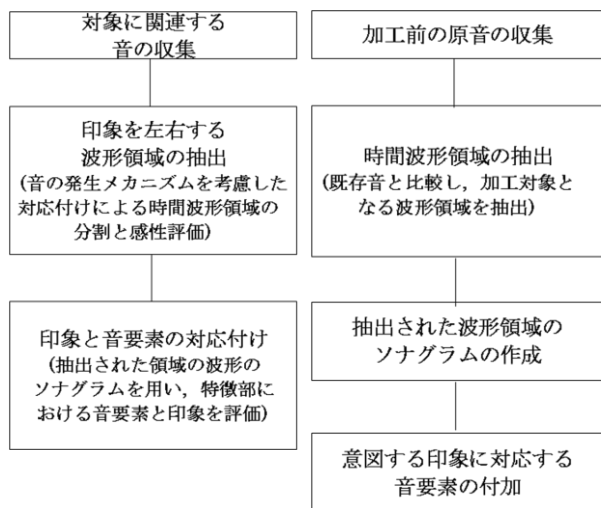 対象に関連する
音の収集
印象を左右する
波形領域の抽出
(音の発生メカニズムを考慮した
対応付けによる時間波形領域の
分割と感性評価)
印象と音要素の対応付け
(抽出された領域の波形の
ソナグラムを用い,特徴部に
おける音要素と印象を評価)
加工前の原音の収集
時間波形領域の抽出
(既存音と比較し,加工対象と
なる波形領域を抽出)
抽出された波形領域の
ソナグラムの作成
意図する印象に対応する
音要素の付加